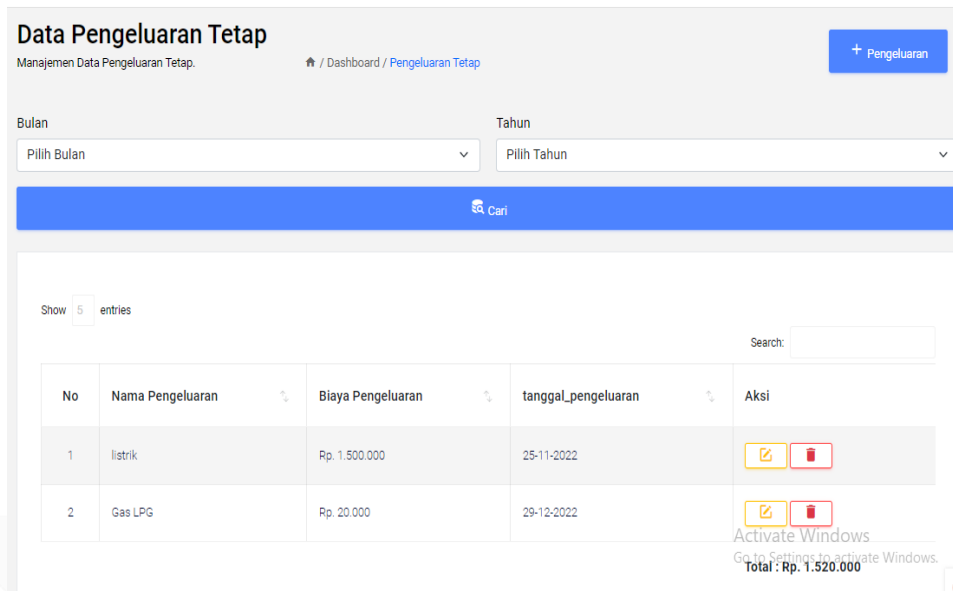 Data Pengeluaran Tetap
Manajemen Data Pengeluaran Tetap.
/ Dashboard / Pengeluaran Tetap
+ Pengeluaran
Bulan
Tahun
Pilih Bulan
Pilih Tahun
Cari
Show 5 entries
Search:
No Nama Pengeluaran Biaya Pengeluaran tanggal_pengeluaran Aksi
1 listrik Rp. 1.500.000 25-11-2022
2 Gas LPG Rp. 20.000 29-12-2022
Activate Windows
Go to Settings to activate Windows.
Total : Rp. 1.520.000